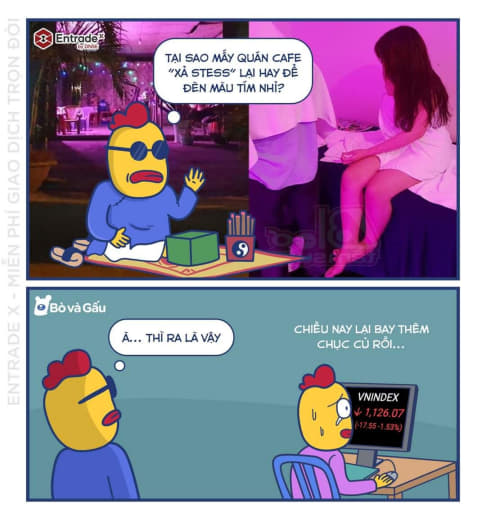 ENTRADE X - MIỄN PHÍ GIAO DỊCH TRỌN ĐỜI
Entrade X
by DNSE
TẠI SAO MẤY QUÁN CAFE
"XẢ STESS" LẠI HAY ĐỂ
ĐÈN MÀU TÍM NHỈ?
Bò và Gấu
À... THÌ RA LÀ VẬY
CHIỀU NAY LẠI BAY THÊM
CHỤC CỦ RỒI...
VNINDEX
↓ 1,126.07
(-17.55 -1.53%)